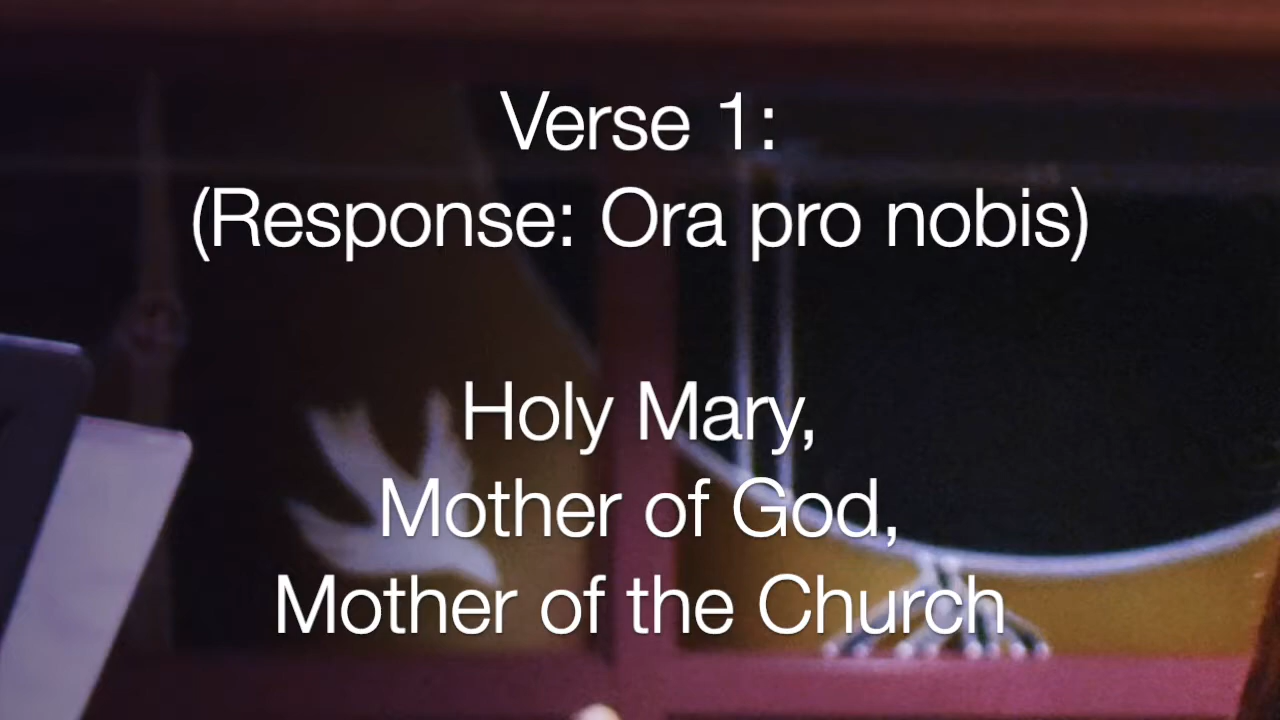 Verse 1:
(Response: Ora pro nobis)
Holy Mary,
Mother of God,
Mother of the Church